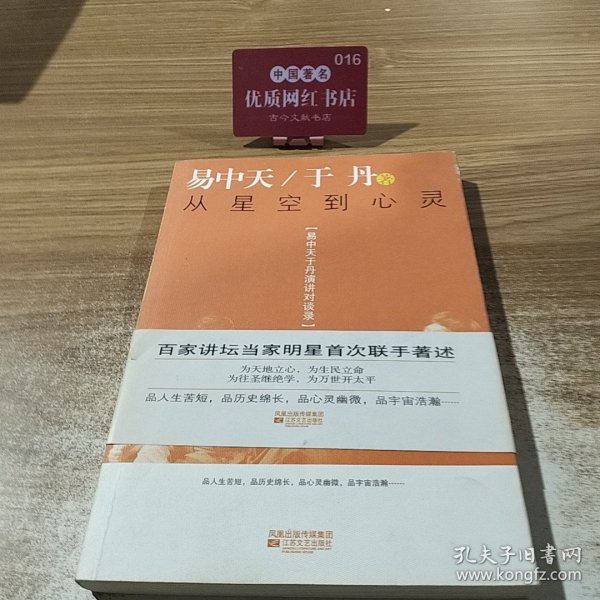 016
中国著名
优质网红书店
古今文献书店
易中天/于丹 著
从星空到心灵
【易中天于丹演讲对谈录】
百家讲坛当家明星首次联手著述
为天地立心，为生民立命
为往圣继绝学，为万世开太平
品人生苦短，品历史绵长，品心灵幽微，品宇宙浩瀚……
凤凰出版传媒集团
江苏文艺出版社
品人生苦短，品历史绵长，品心灵幽微，品宇宙浩瀚……
凤凰出版传媒集团
江苏文艺出版社
JIANGSU LITERATURE AND ART
孔夫子旧书网
www.kongfz.com